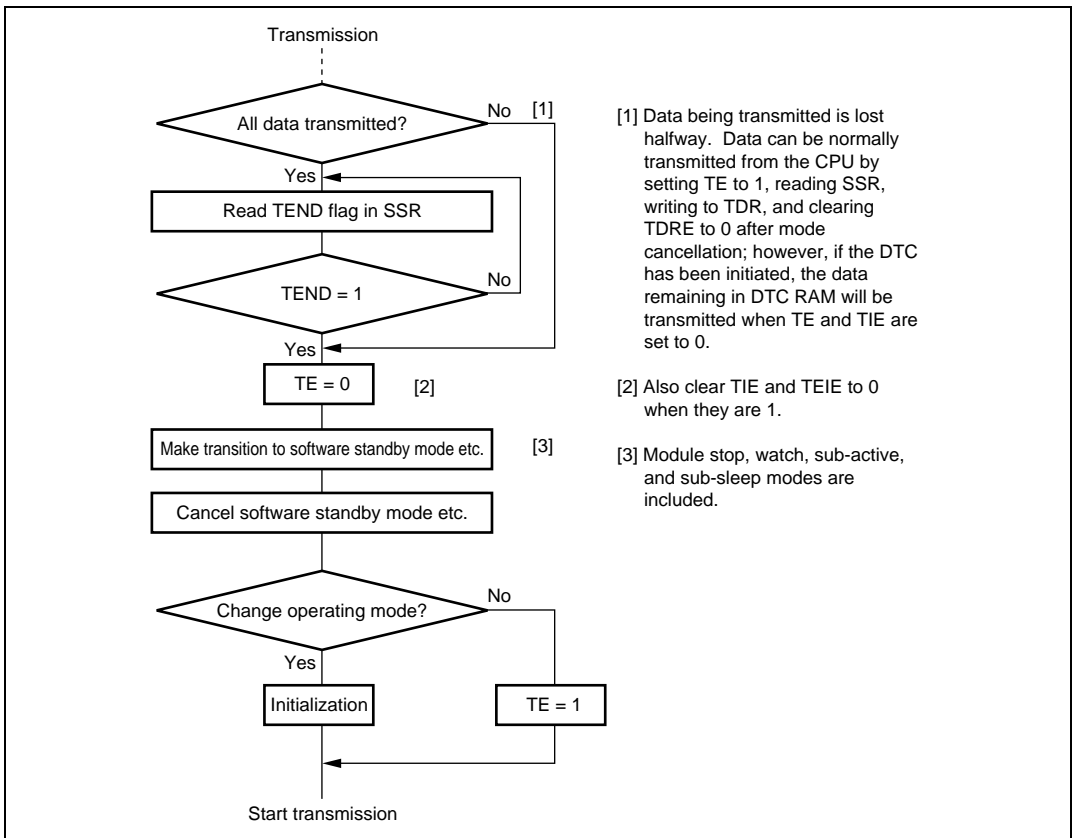 Transmission
All data transmitted?
No [1]
Yes
Read TEND flag in SSR
TEND = 1
No
Yes
TE = 0 [2]
Make transition to software standby mode etc. [3]
Cancel software standby mode etc.
Change operating mode?
No
Yes
Initialization
TE = 1
Start transmission
[1] Data being transmitted is lost
halfway. Data can be normally
transmitted from the CPU by
setting TE to 1, reading SSR,
writing to TDR, and clearing
TDRE to 0 after mode
cancellation; however, if the DTC
has been initiated, the data
remaining in DTC RAM will be
transmitted when TE and TIE are
set to 0.
[2] Also clear TIE and TEIE to 0
when they are 1.
[3] Module stop, watch, sub-active,
and sub-sleep modes are
included.